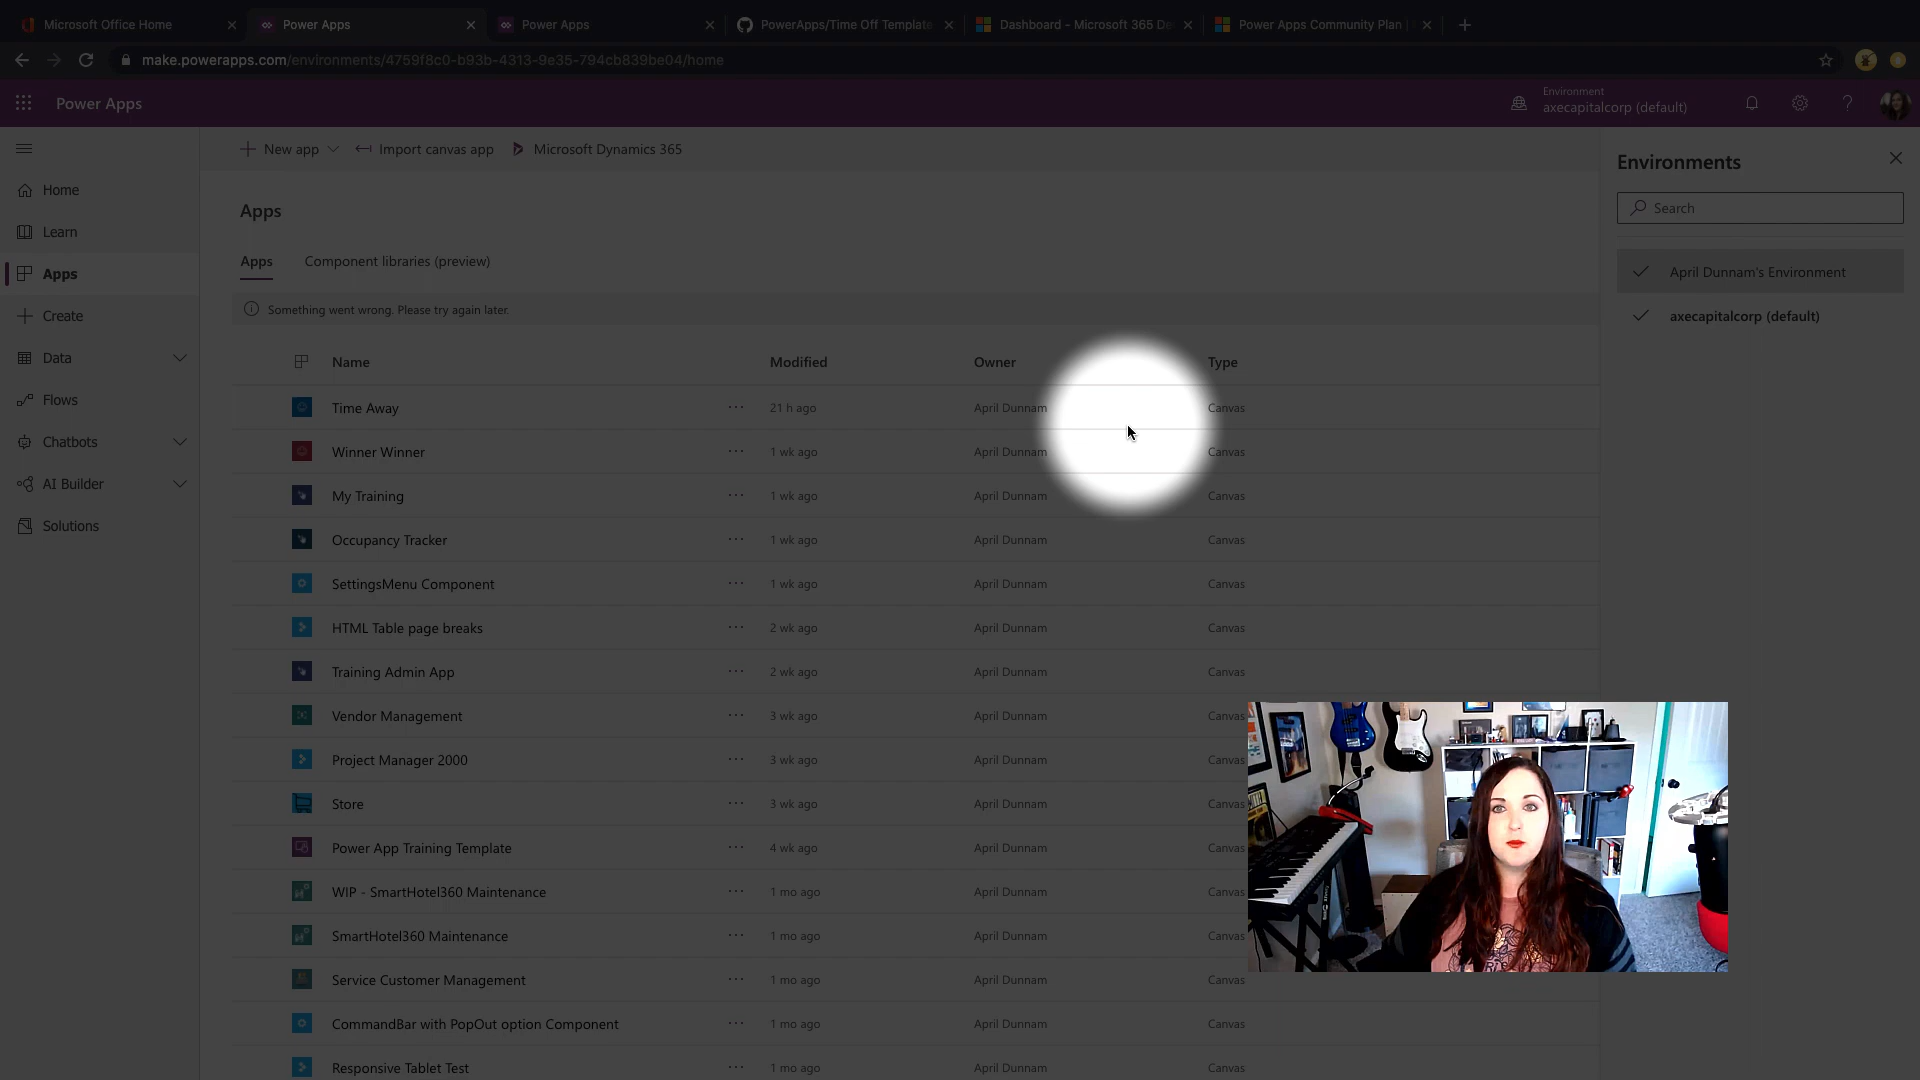 Microsoft Office Home
Power Apps
Power Apps
PowerApps/Time Off Template
Dashboard - Microsoft 365 De
Power Apps Community Plan |
make.powerapps.com/environments/4759f8c0-b93b-4313-9e35-794cb839be04/home
Power Apps
Environment
axecapitalcorp (default)
New app
Import canvas app
Microsoft Dynamics 365
Environments
Search
April Dunnam's Environment
axecapitalcorp (default)
Home
Learn
Apps
Create
Data
Flows
Chatbots
AI Builder
Solutions
Apps
Apps Component libraries (preview)
Something went wrong. Please try again later.
Name Modified Owner Type
Time Away ... 21 h ago April Dunnam Canvas
Winner Winner ... 1 wk ago April Dunnam Canvas
My Training ... 1 wk ago April Dunnam Canvas
Occupancy Tracker ... 1 wk ago April Dunnam Canvas
SettingsMenu Component ... 1 wk ago April Dunnam Canvas
HTML Table page breaks ... 2 wk ago April Dunnam Canvas
Training Admin App ... 2 wk ago April Dunnam Canvas
Vendor Management ... 3 wk ago April Dunnam Canvas
Project Manager 2000 ... 3 wk ago April Dunnam Canvas
Store ... 3 wk ago April Dunnam Canvas
Power App Training Template ... 4 wk ago April Dunnam Canvas
WIP - SmartHotel360 Maintenance ... 1 mo ago April Dunnam Canvas
SmartHotel360 Maintenance ... 1 mo ago April Dunnam Canvas
Service Customer Management ... 1 mo ago April Dunnam Canvas
CommandBar with PopOut option Component ... 1 mo ago April Dunnam Canvas
Responsive Tablet Test ... 1 mo ago April Dunnam Canvas